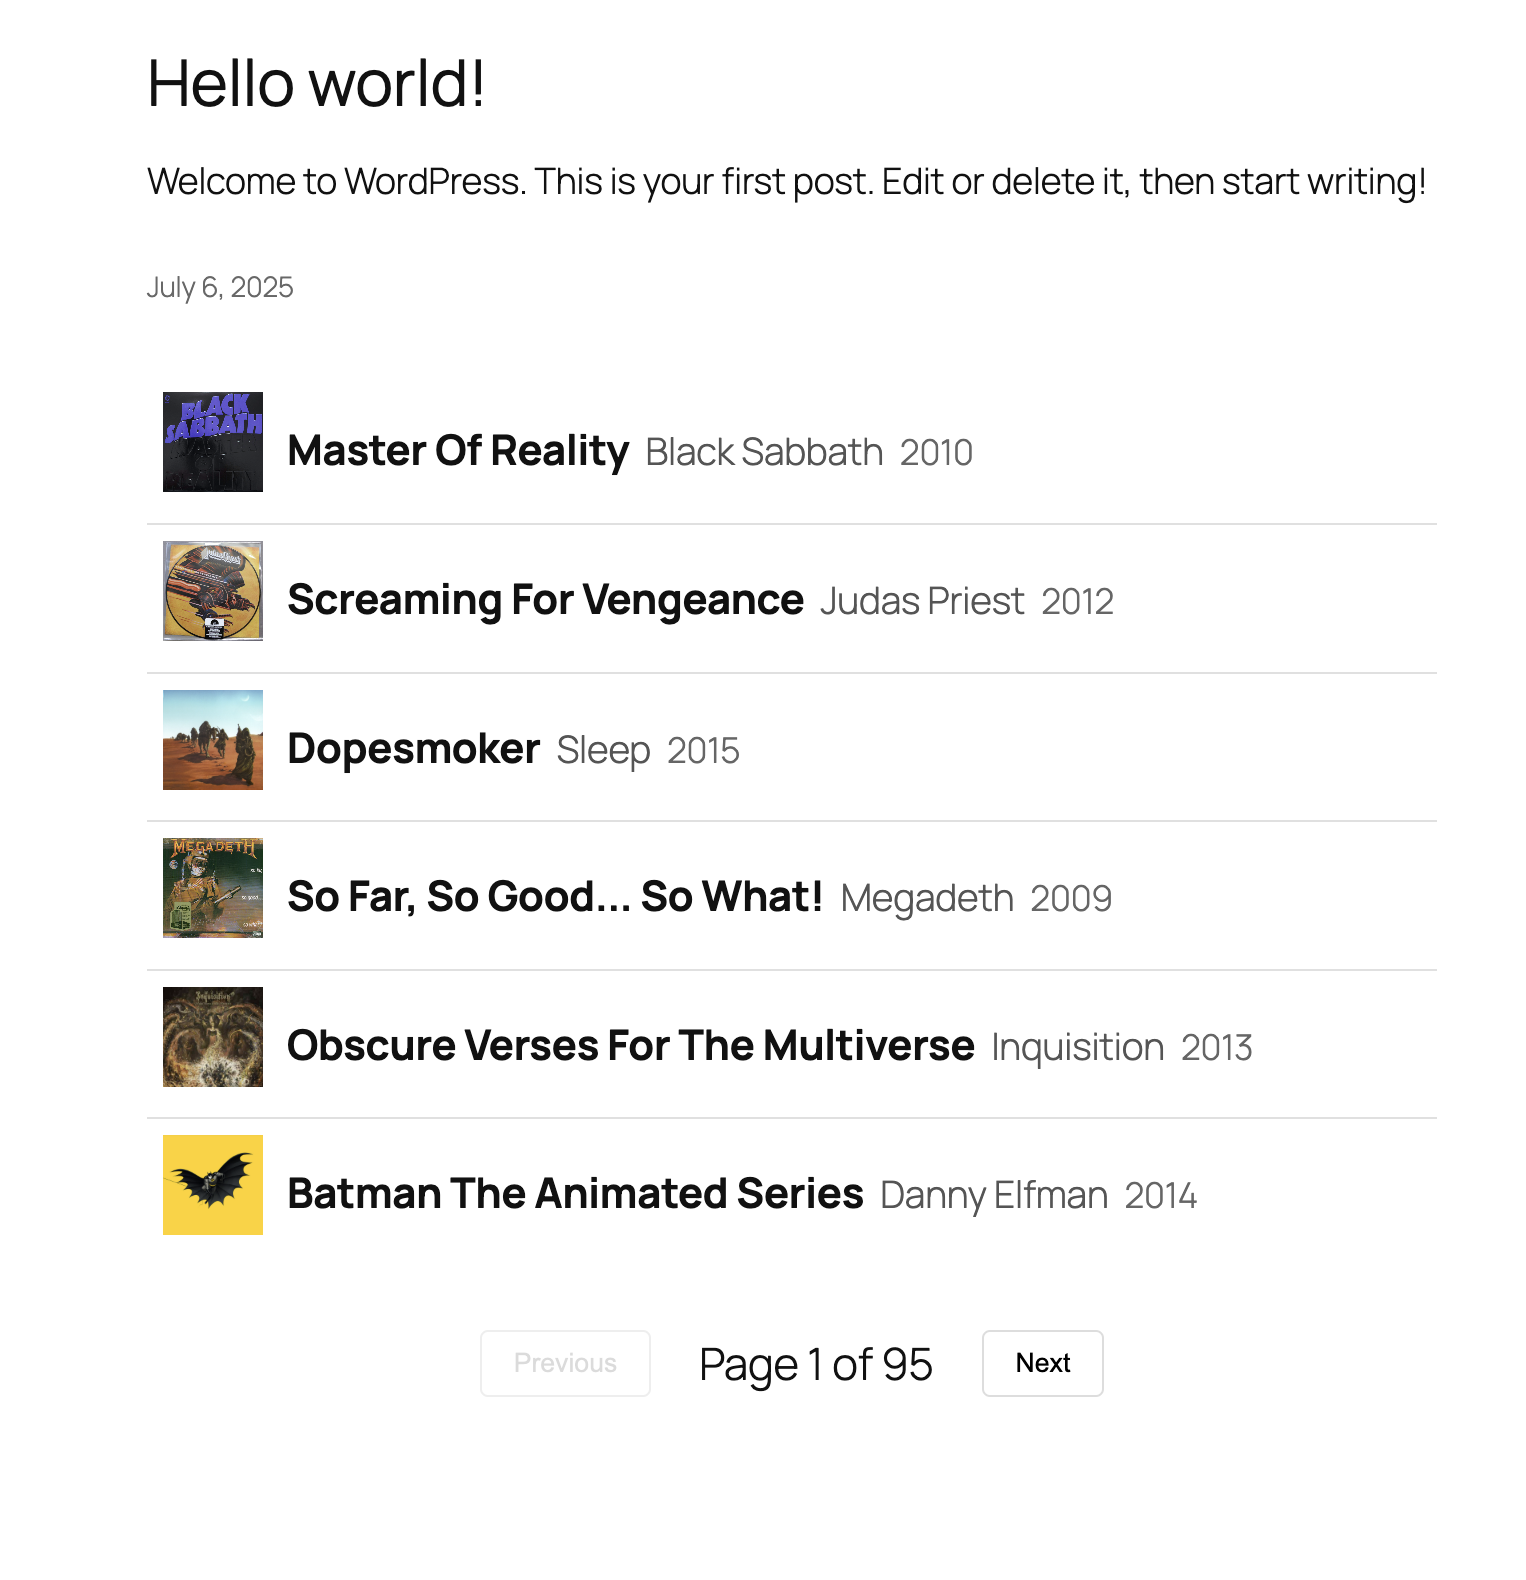 Hello world!
Welcome to WordPress. This is your first post. Edit or delete it, then start writing!
July 6, 2025
BLACK
SABBATH
REALITY
Master Of Reality Black Sabbath 2010
Screaming For Vengeance Judas Priest 2012
Dopesmoker Sleep 2015
MEGADETH
So Far, So Good... So What! Megadeth 2009
Inquisition
Obscure Verses For The Multiverse Inquisition 2013
Batman The Animated Series Danny Elfman 2014
Previous Page 1 of 95 Next